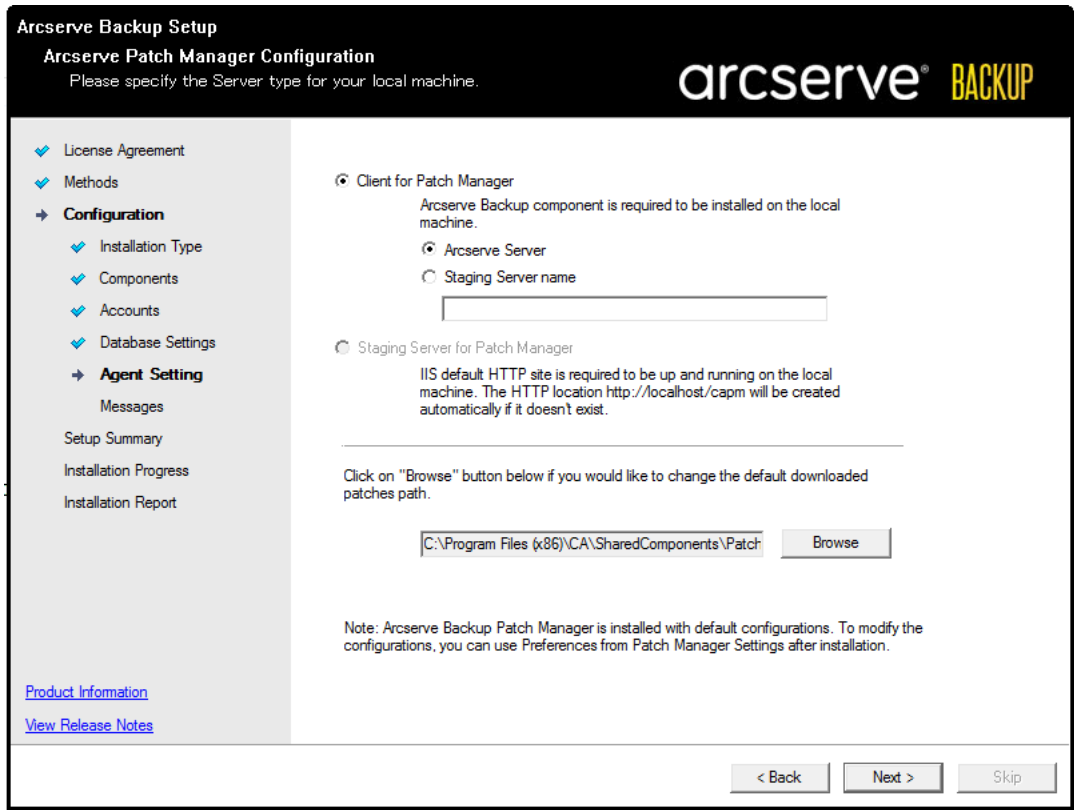 Arcserve Backup Setup
Arcserve Patch Manager Configuration
Please specify the Server type for your local machine.
arcserve® BACKUP
License Agreement
Methods
Configuration
Installation Type
Components
Accounts
Database Settings
Agent Setting
Messages
Setup Summary
Installation Progress
Installation Report
Product Information
View Release Notes
Client for Patch Manager
Arcserve Backup component is required to be installed on the local
machine.
Arcserve Server
Staging Server name
Staging Server for Patch Manager
IIS default HTTP site is required to be up and running on the local
machine. The HTTP location http://localhost/capm will be created
automatically if it doesn't exist.
Click on "Browse" button below if you would like to change the default downloaded
patches path.
C:\Program Files (x86)\CA\SharedComponents\Patch
Browse
Note: Arcserve Backup Patch Manager is installed with default configurations. To modify the
configurations, you can use Preferences from Patch Manager Settings after installation.
< Back
Next >
Skip